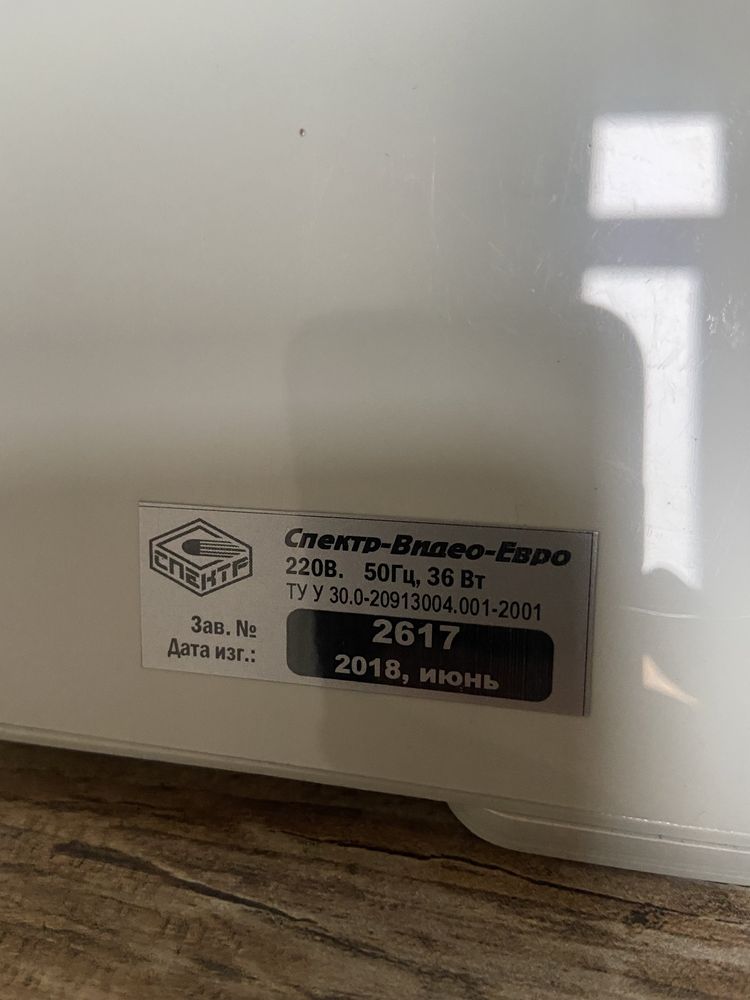 СПЕКТР
Спектр-Видео-Евро
220В. 50Гц, 36 Вт
ТУ У 30.0-20913004.001-2001
Зав. № 2617
Дата изг.: 2018, июнь